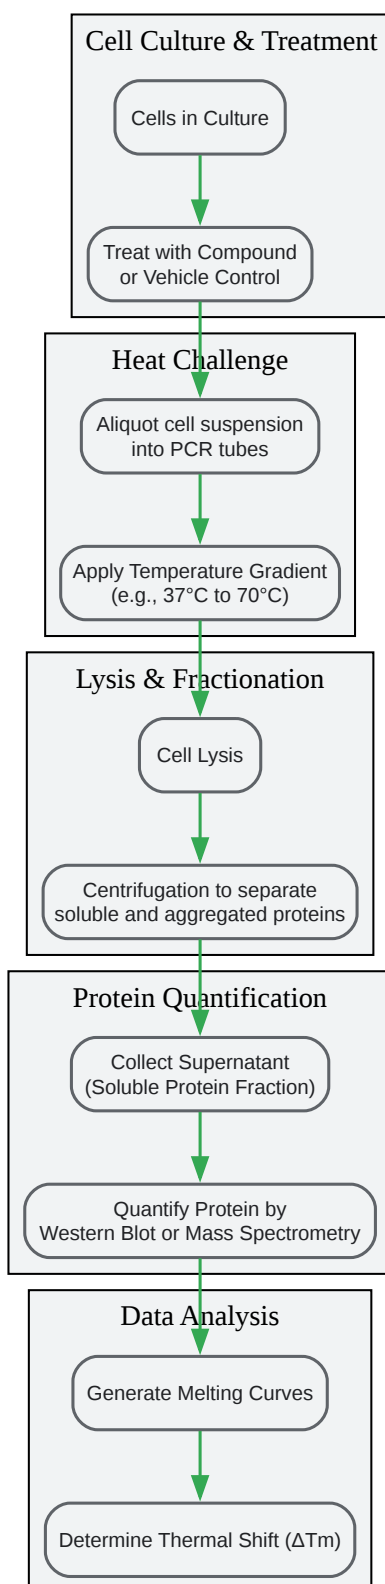 Cell Culture & Treatment
Cells in Culture
Treat with Compound
or Vehicle Control
Heat Challenge
Aliquot cell suspension
into PCR tubes
Apply Temperature Gradient
(e.g., 37°C to 70°C)
Lysis & Fractionation
Cell Lysis
Centrifugation to separate
soluble and aggregated proteins
Protein Quantification
Collect Supernatant
(Soluble Protein Fraction)
Quantify Protein by
Western Blot or Mass Spectrometry
Data Analysis
Generate Melting Curves
Determine Thermal Shift (ΔTm)